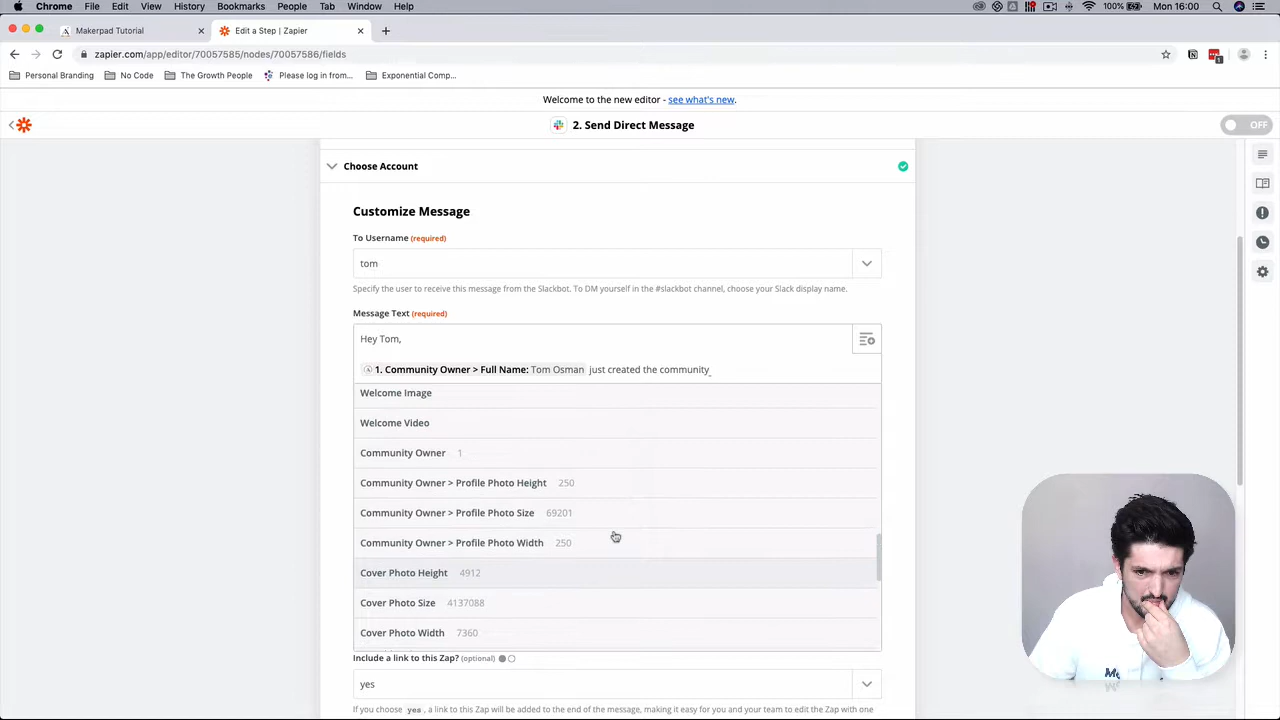 Chrome File Edit View History Bookmarks People Tab Window Help 100% Mon 16:00
Makerpad Tutorial Edit a Step | Zapier
zapier.com/app/editor/70057585/nodes/70057586/fields
Personal Branding No Code The Growth People Please log in from... Exponential Comp...
Welcome to the new editor - see what's new.
2. Send Direct Message OFF
Choose Account
Customize Message
To Username (required)
tom
Specify the user to receive this message from the Slackbot. To DM yourself in the #slackbot channel, choose your Slack display name.
Message Text (required)
Hey Tom,
1. Community Owner > Full Name: Tom Osman just created the community_
Welcome Image
Welcome Video
Community Owner 1
Community Owner > Profile Photo Height 250
Community Owner > Profile Photo Size 69201
Community Owner > Profile Photo Width 250
Cover Photo Height 4912
Cover Photo Size 4137088
Cover Photo Width 7360
Include a link to this Zap? (optional)
yes
If you choose yes, a link to this Zap will be added to the end of the message, making it easy for you and your team to edit the Zap with one